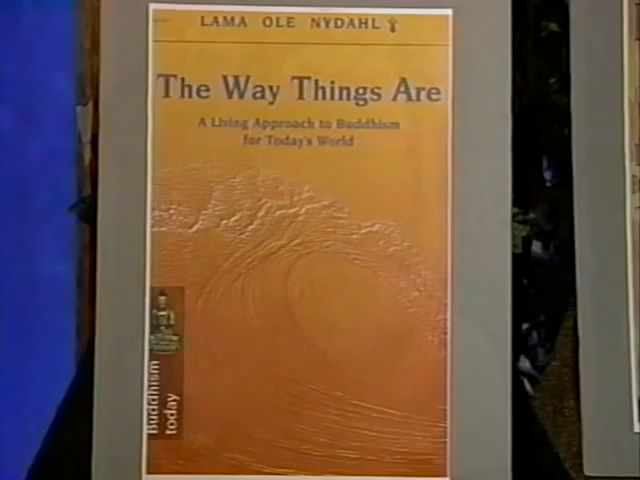 LAMA OLE NYDAHL
The Way Things Are
A Living Approach to Buddhism
for Today's World
Buddhism
today